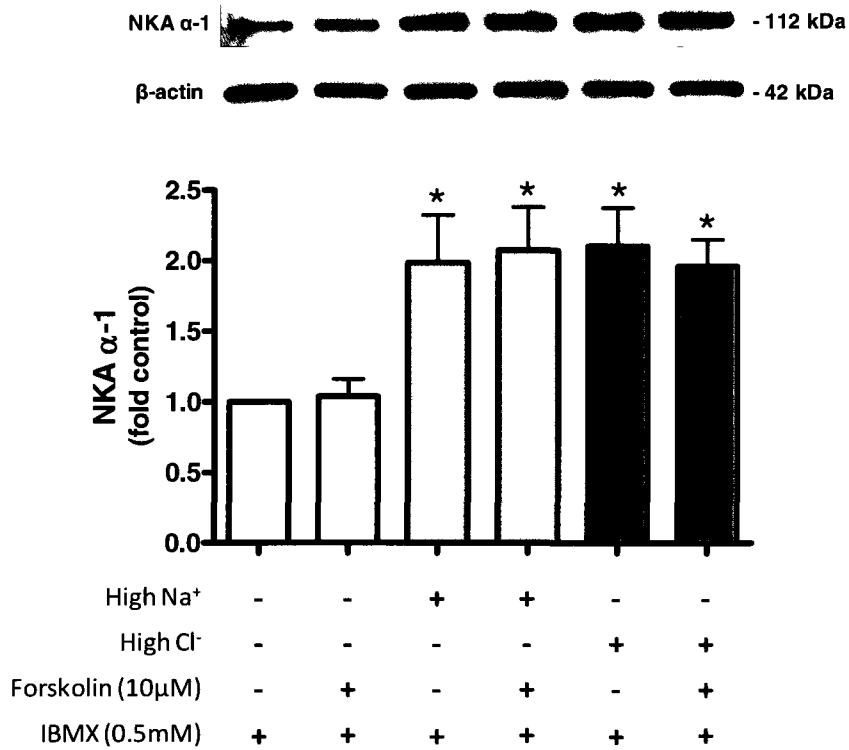 NKA α-1 - 112 kDa
β-actin - 42 kDa
* * * *
2.5
2.0
1.5
1.0
0.5
0.0
NKA α-1
(fold control)
High Na⁺ - - + + - -
High Cl⁻ - - - - + +
Forskolin (10μM) - + - + - +
IBMX (0.5mM) + + + + + +